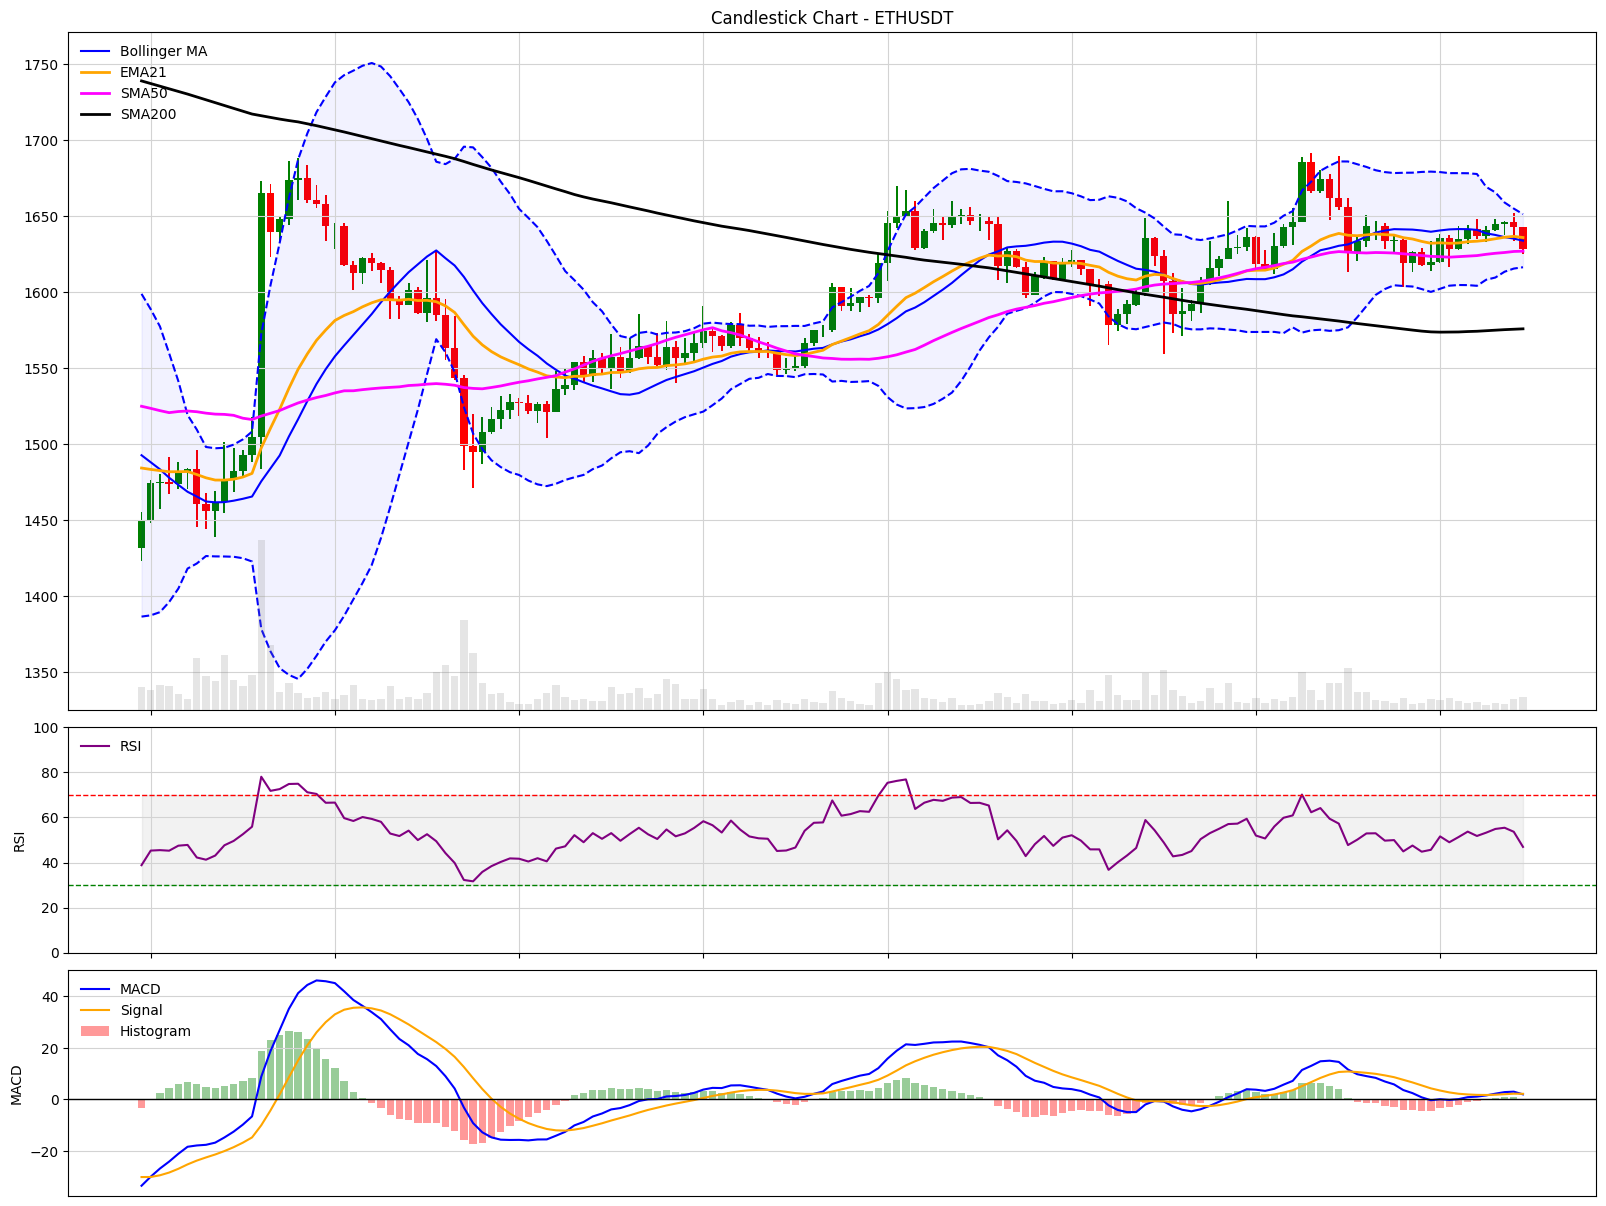 Candlestick Chart - ETHUSDT
Bollinger MA
EMA21
SMA50
SMA200
1750
1700
1650
1600
1550
1500
1450
1400
1350
RSI
100
80
60
40
20
0
RSI
MACD
Signal
Histogram
40
20
0
−20
MACD